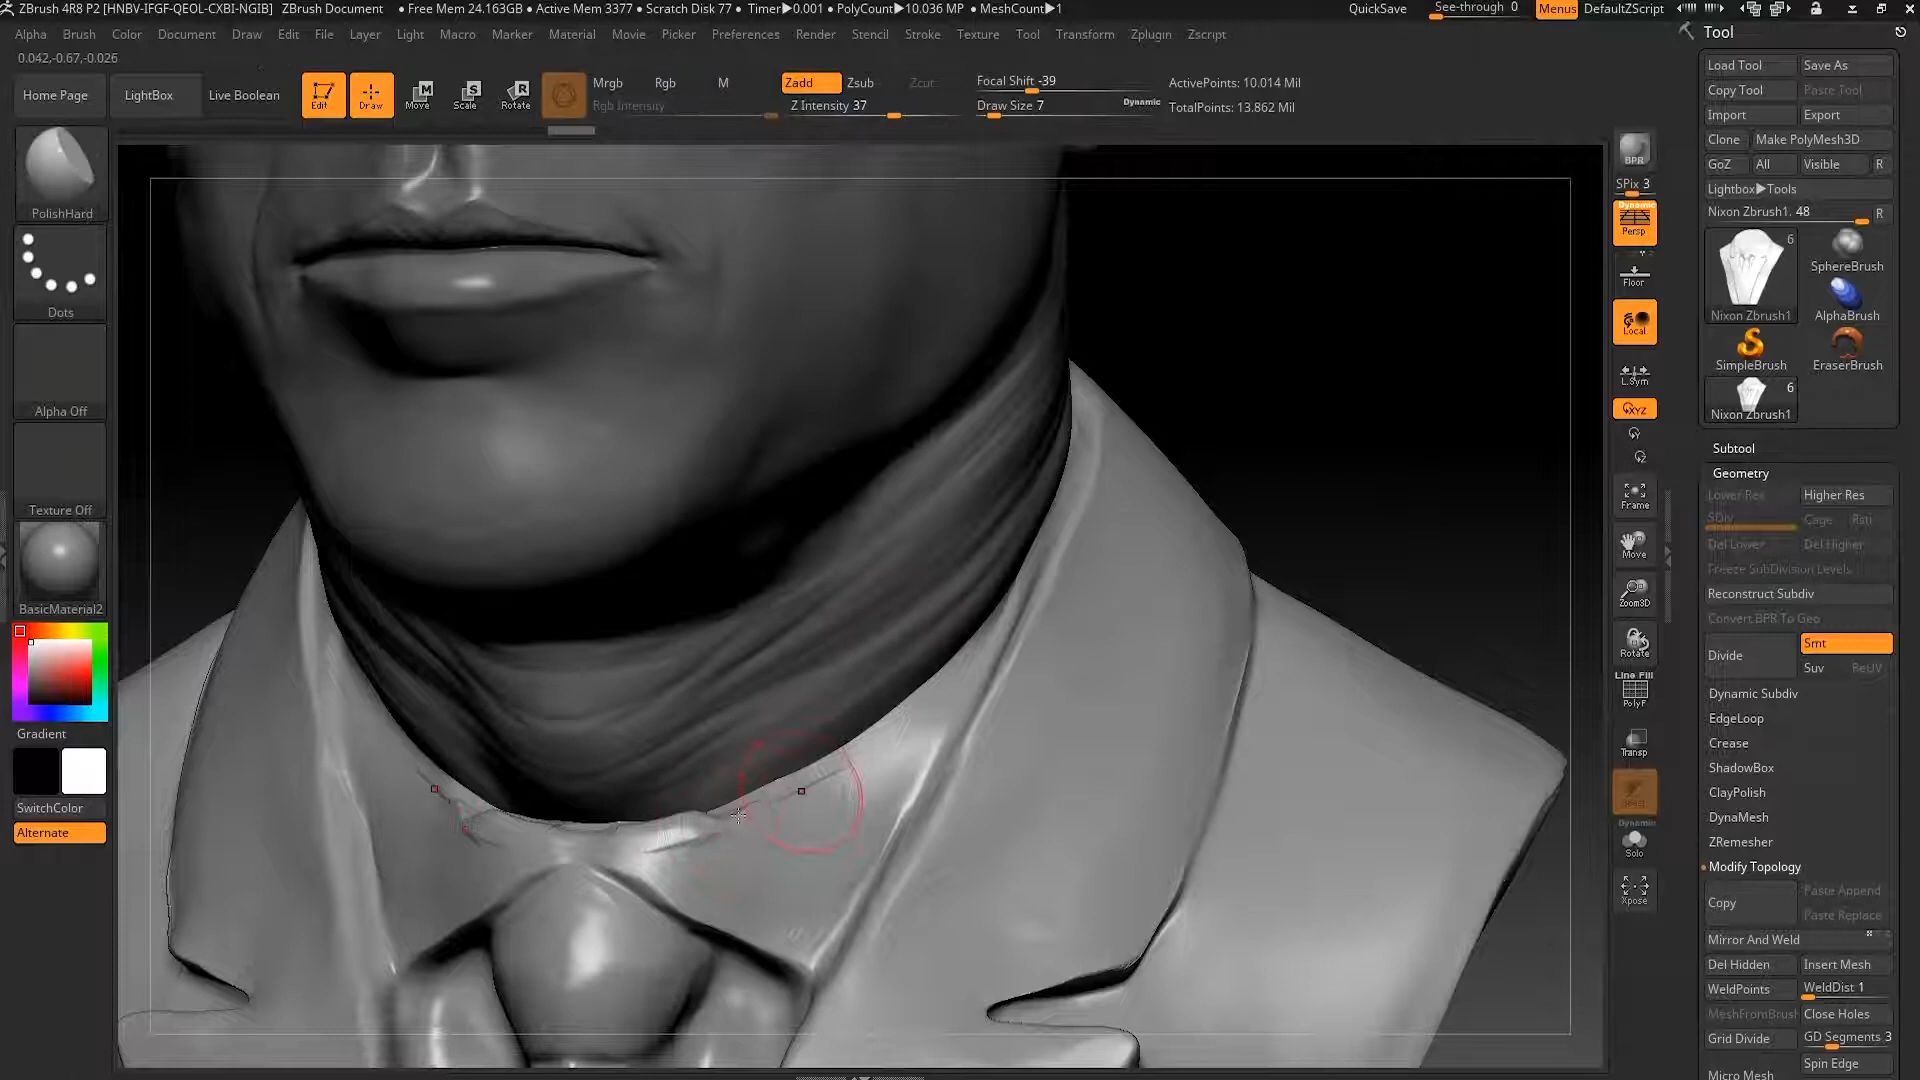 ZBrush 4R8 P2 [HNBV-IFGF-QEOL-CXBI-NGIB] ZBrush Document • Free Mem 24.163GB • Active Mem 3377 • Scratch Disk 77 • Timer▶0.001 • PolyCount▶10.036 MP • MeshCount▶1 QuickSave See-through 0 Menus DefaultZScript
Alpha Brush Color Document Draw Edit File Layer Light Macro Marker Material Movie Picker Preferences Render Stencil Stroke Texture Tool Transform Zplugin Zscript
0.042,-0.67,-0.026
Home Page LightBox Live Boolean Edit Draw Move Scale Rotate
Mrgb Rgb M Zadd Zsub Zcut Focal Shift -39 ActivePoints: 10.014 Mil
Rgb Intensity Z Intensity 37 Draw Size 7 Dynamic TotalPoints: 13.862 Mil
PolishHard
Dots
Alpha Off
Texture Off
BasicMaterial2
Gradient
SwitchColor
Alternate
BPR
SPix 3
Dynamic
Persp
Floor
Local
L.Sym
XYZ
Y
Z
Frame
Move
Zoom3D
Rotate
Line Fill
PolyF
Transp
Dynamic
Solo
Xpose
Tool
Load Tool Save As
Copy Tool Paste Tool
Import Export
Clone Make PolyMesh3D
GoZ All Visible R
Lightbox▶Tools
Nixon Zbrush1. 48 R
6
SphereBrush
Nixon Zbrush1 AlphaBrush
SimpleBrush EraserBrush
6
Nixon Zbrush1
Subtool
Geometry
Lower Res Higher Res
SDiv Cage Rstr
Del Lower Del Higher
Freeze SubDivision Levels
Reconstruct Subdiv
Convert BPR To Geo
Divide Smt
Suv ReUV
Dynamic Subdiv
EdgeLoop
Crease
ShadowBox
ClayPolish
DynaMesh
ZRemesher
Modify Topology
Copy Paste Append
Paste Replace
Mirror And Weld
Del Hidden Insert Mesh
WeldPoints WeldDist 1
MeshFromBrush Close Holes
Grid Divide GD Segments 3
Micro Mesh Spin Edge